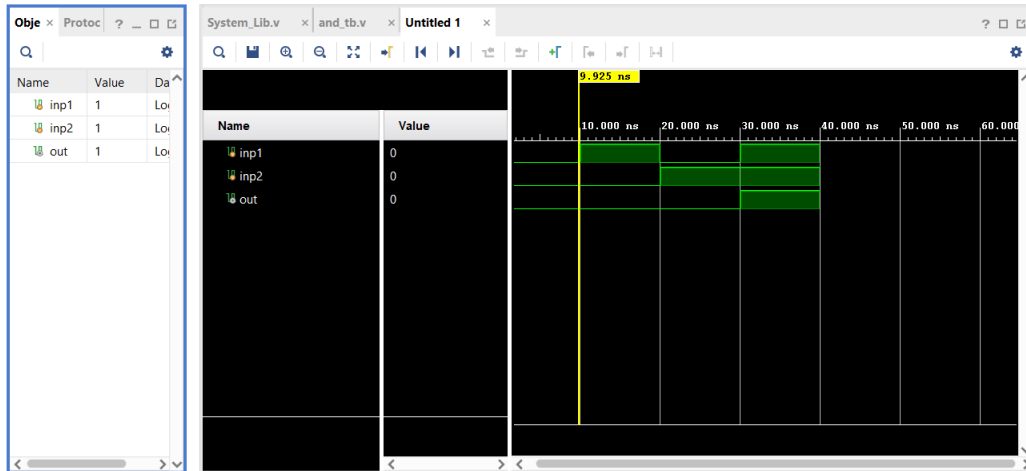 Obje × Protoc ? _
System_Lib.v × and_tb.v × Untitled 1 × ?
Name Value Da
inp1 1 Lo
inp2 1 Lo
out 1 Lo
9.925 ns
Name Value
10.000 ns 20.000 ns 30.000 ns 40.000 ns 50.000 ns 60.000
inp1 0
inp2 0
out 0